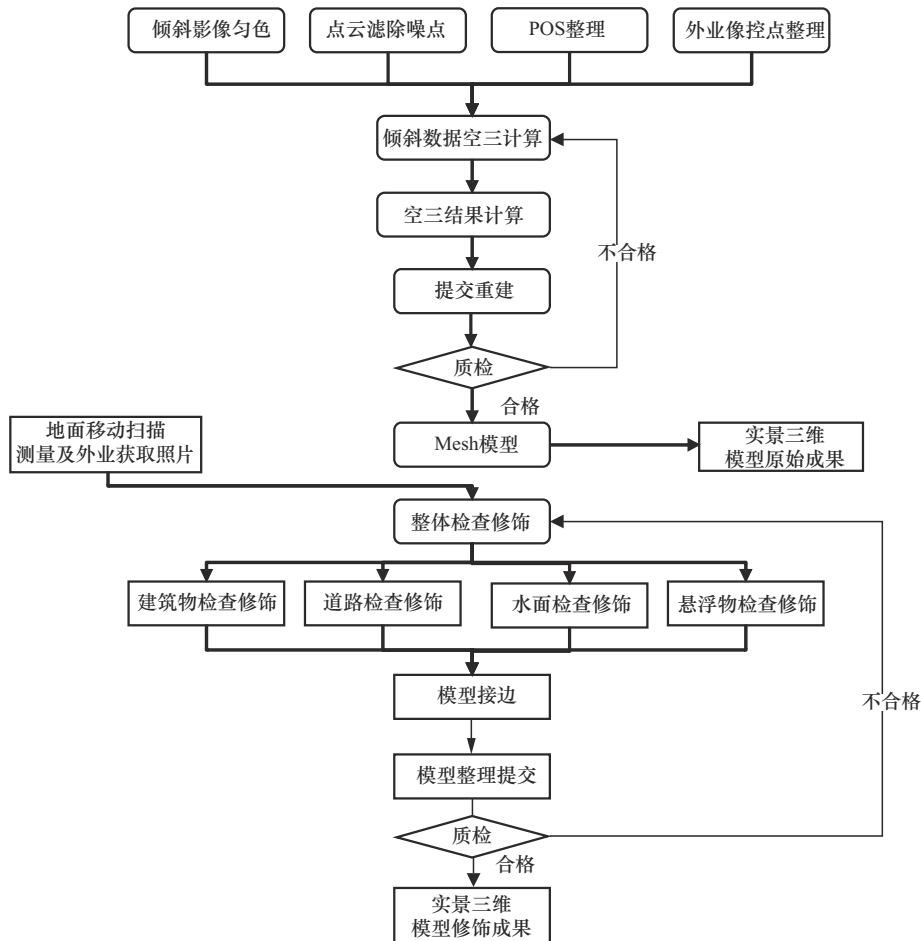 倾斜影像匀色
点云滤除噪点
POS整理
外业像控点整理
倾斜数据空三计算
空三结果计算
不合格
提交重建
质检
合格
地面移动扫描
测量及外业获取照片
Mesh模型
实景三维
模型原始成果
整体检查修饰
建筑物检查修饰
道路检查修饰
水面检查修饰
悬浮物检查修饰
模型接边
不合格
模型整理提交
质检
合格
实景三维
模型修饰成果